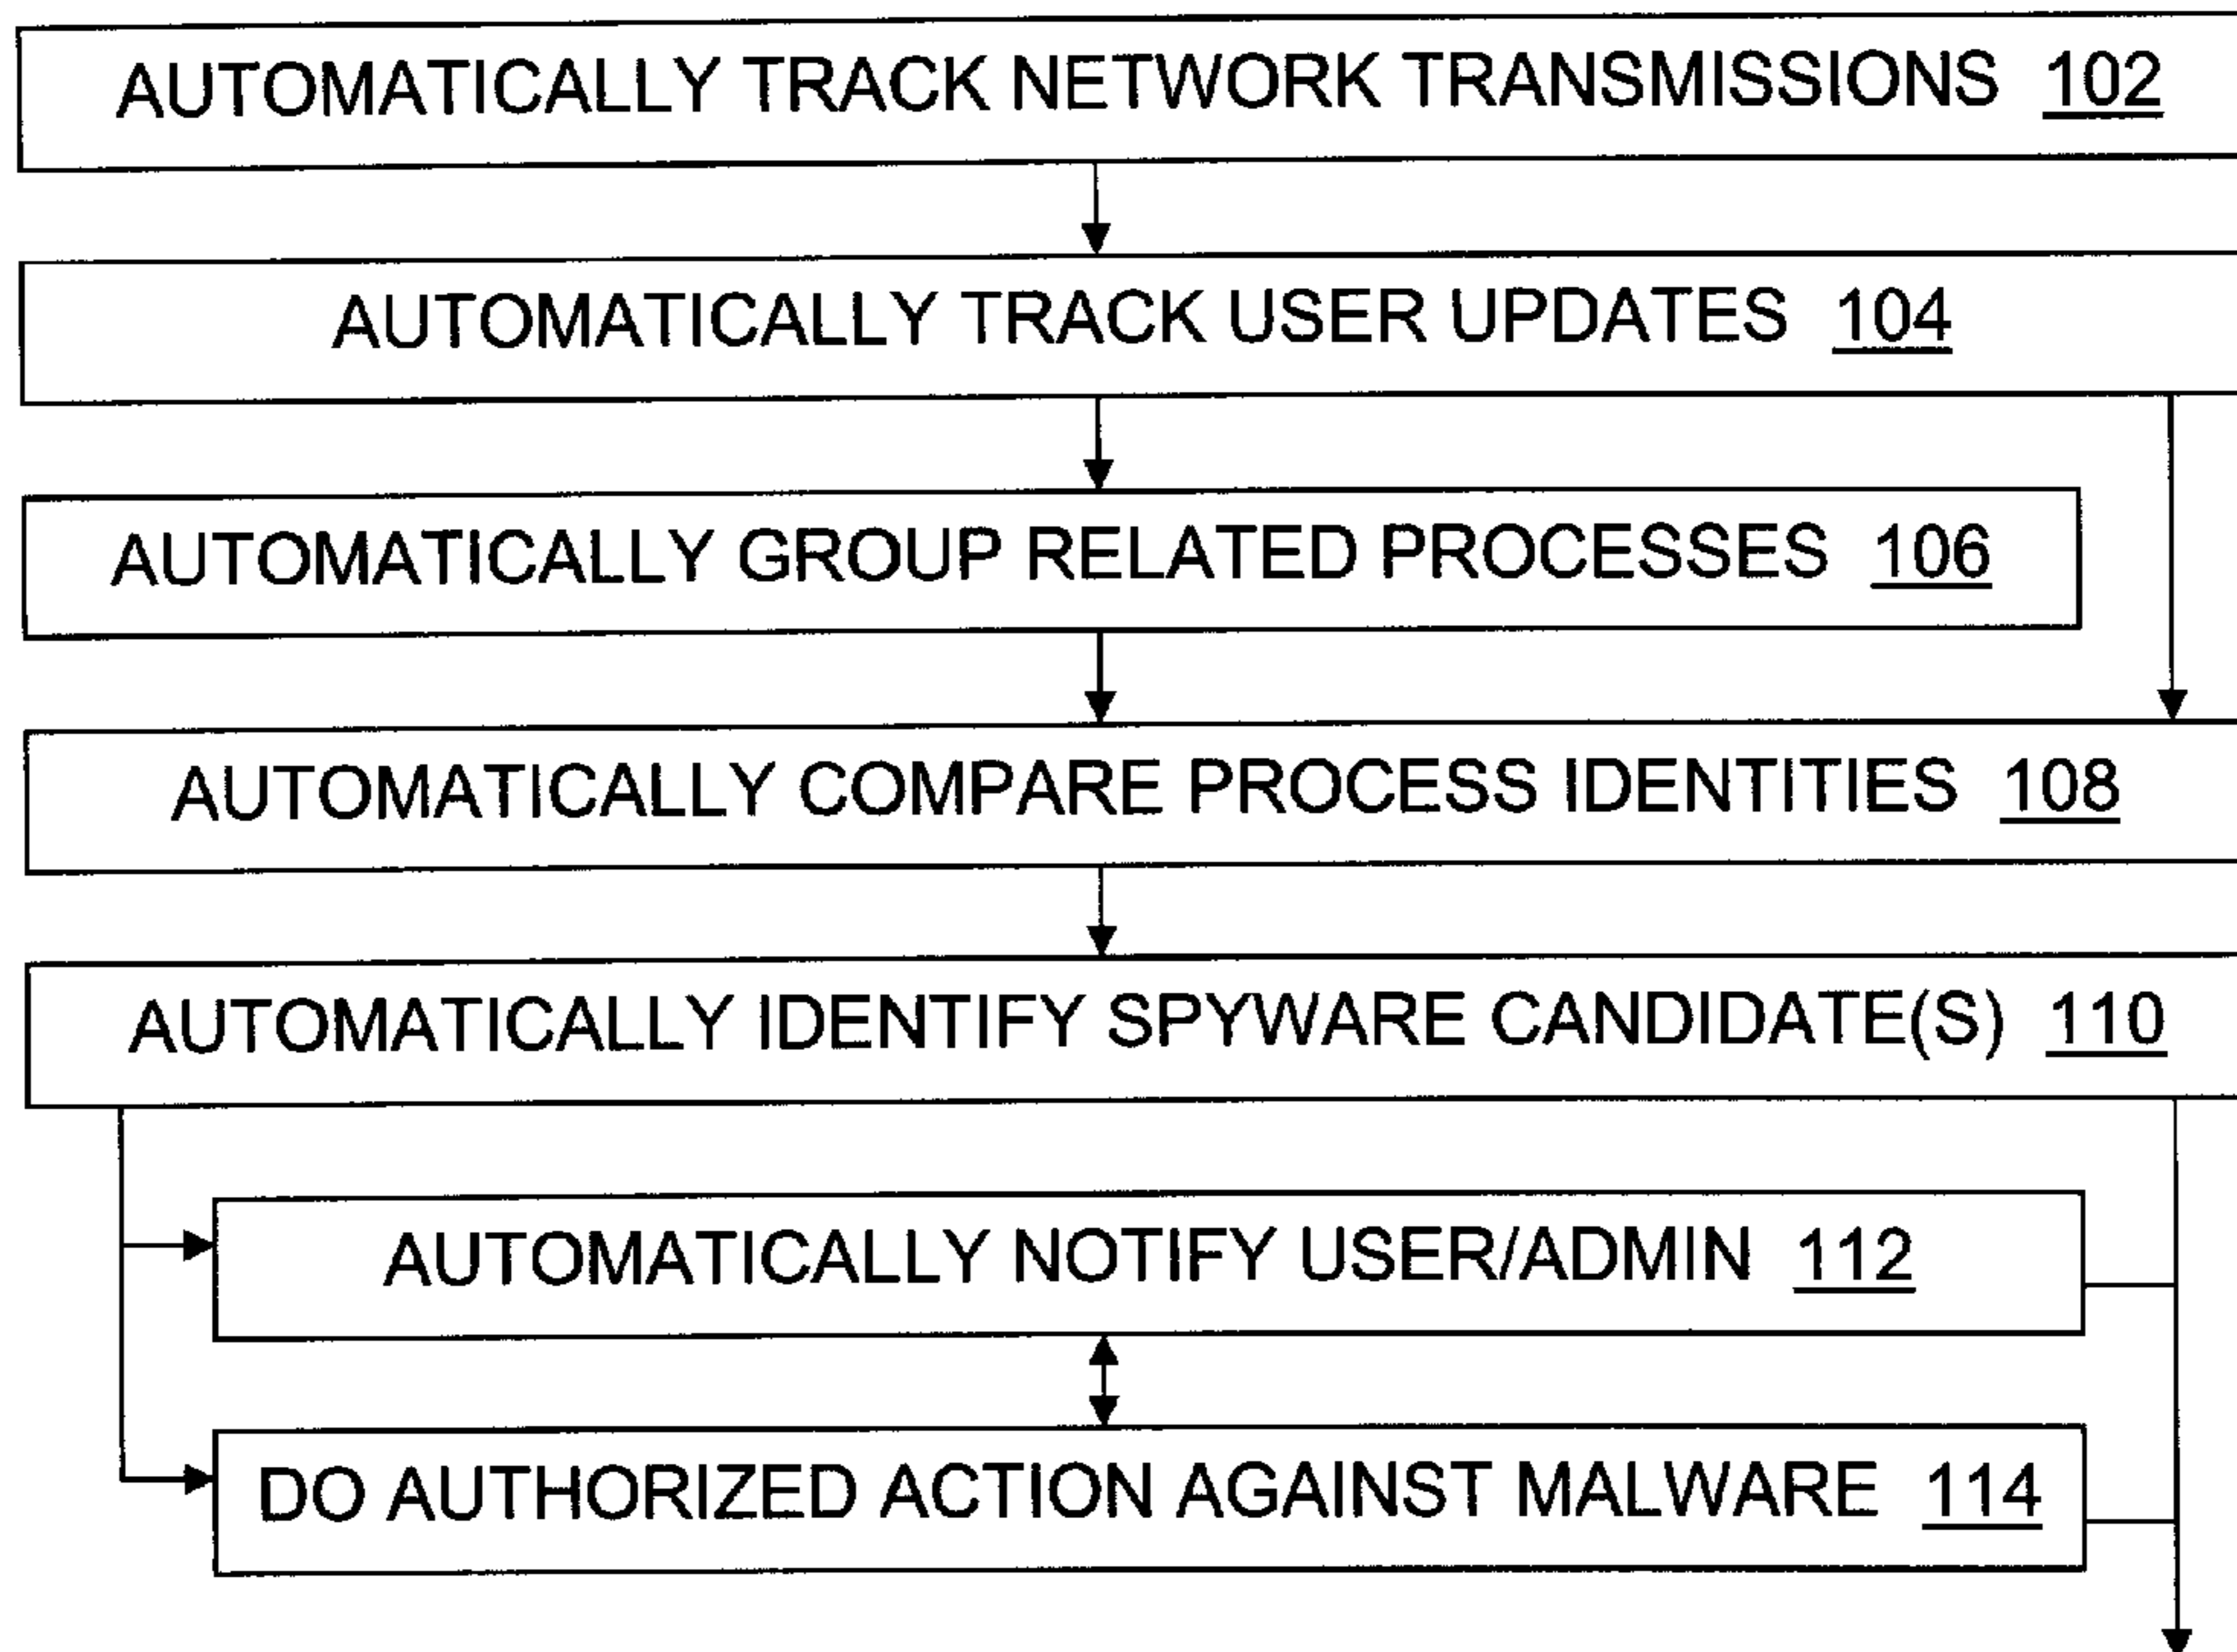 AUTOMATICALLY TRACK NETWORK TRANSMISSIONS 102
AUTOMATICALLY TRACK USER UPDATES 104
AUTOMATICALLY GROUP RELATED PROCESSES 106
AUTOMATICALLY COMPARE PROCESS IDENTITIES 108
AUTOMATICALLY IDENTIFY SPYWARE CANDIDATE(S) 110
AUTOMATICALLY NOTIFY USER/ADMIN 112
DO AUTHORIZED ACTION AGAINST MALWARE 114